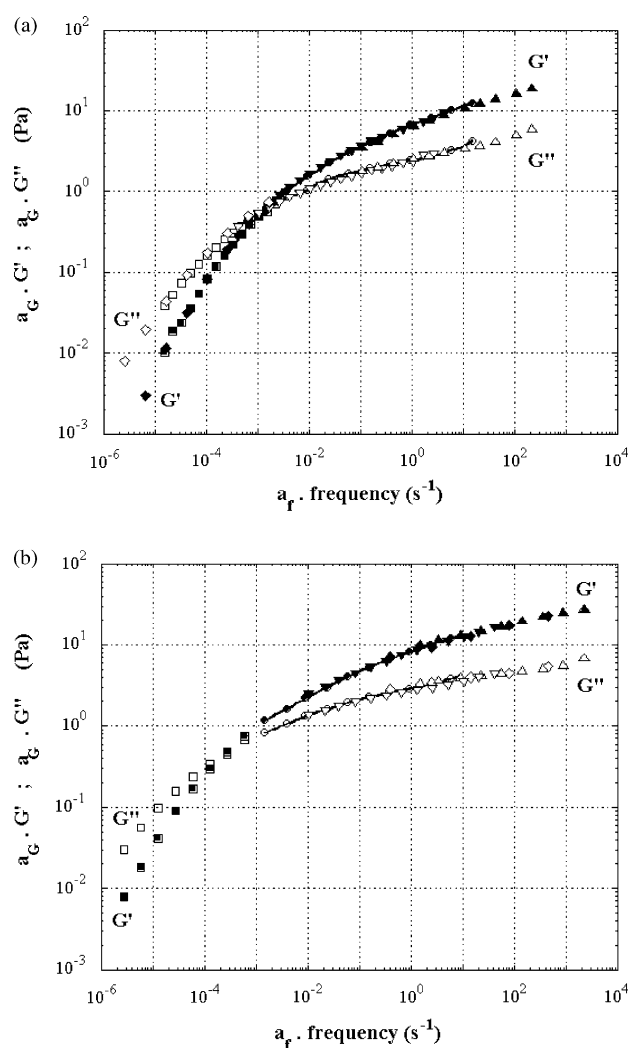 (a)
10^2
10^1
10^0
10^-1
10^-2
10^-3
a_G . G' ; a_G . G'' (Pa)
G'
G''
G''
G'
10^-6 10^-4 10^-2 10^0 10^2 10^4
a_f . frequency (s^-1)
(b)
10^2
10^1
10^0
10^-1
10^-2
10^-3
a_G . G' ; a_G . G'' (Pa)
G'
G''
G''
G'
10^-6 10^-4 10^-2 10^0 10^2 10^4
a_f . frequency (s^-1)